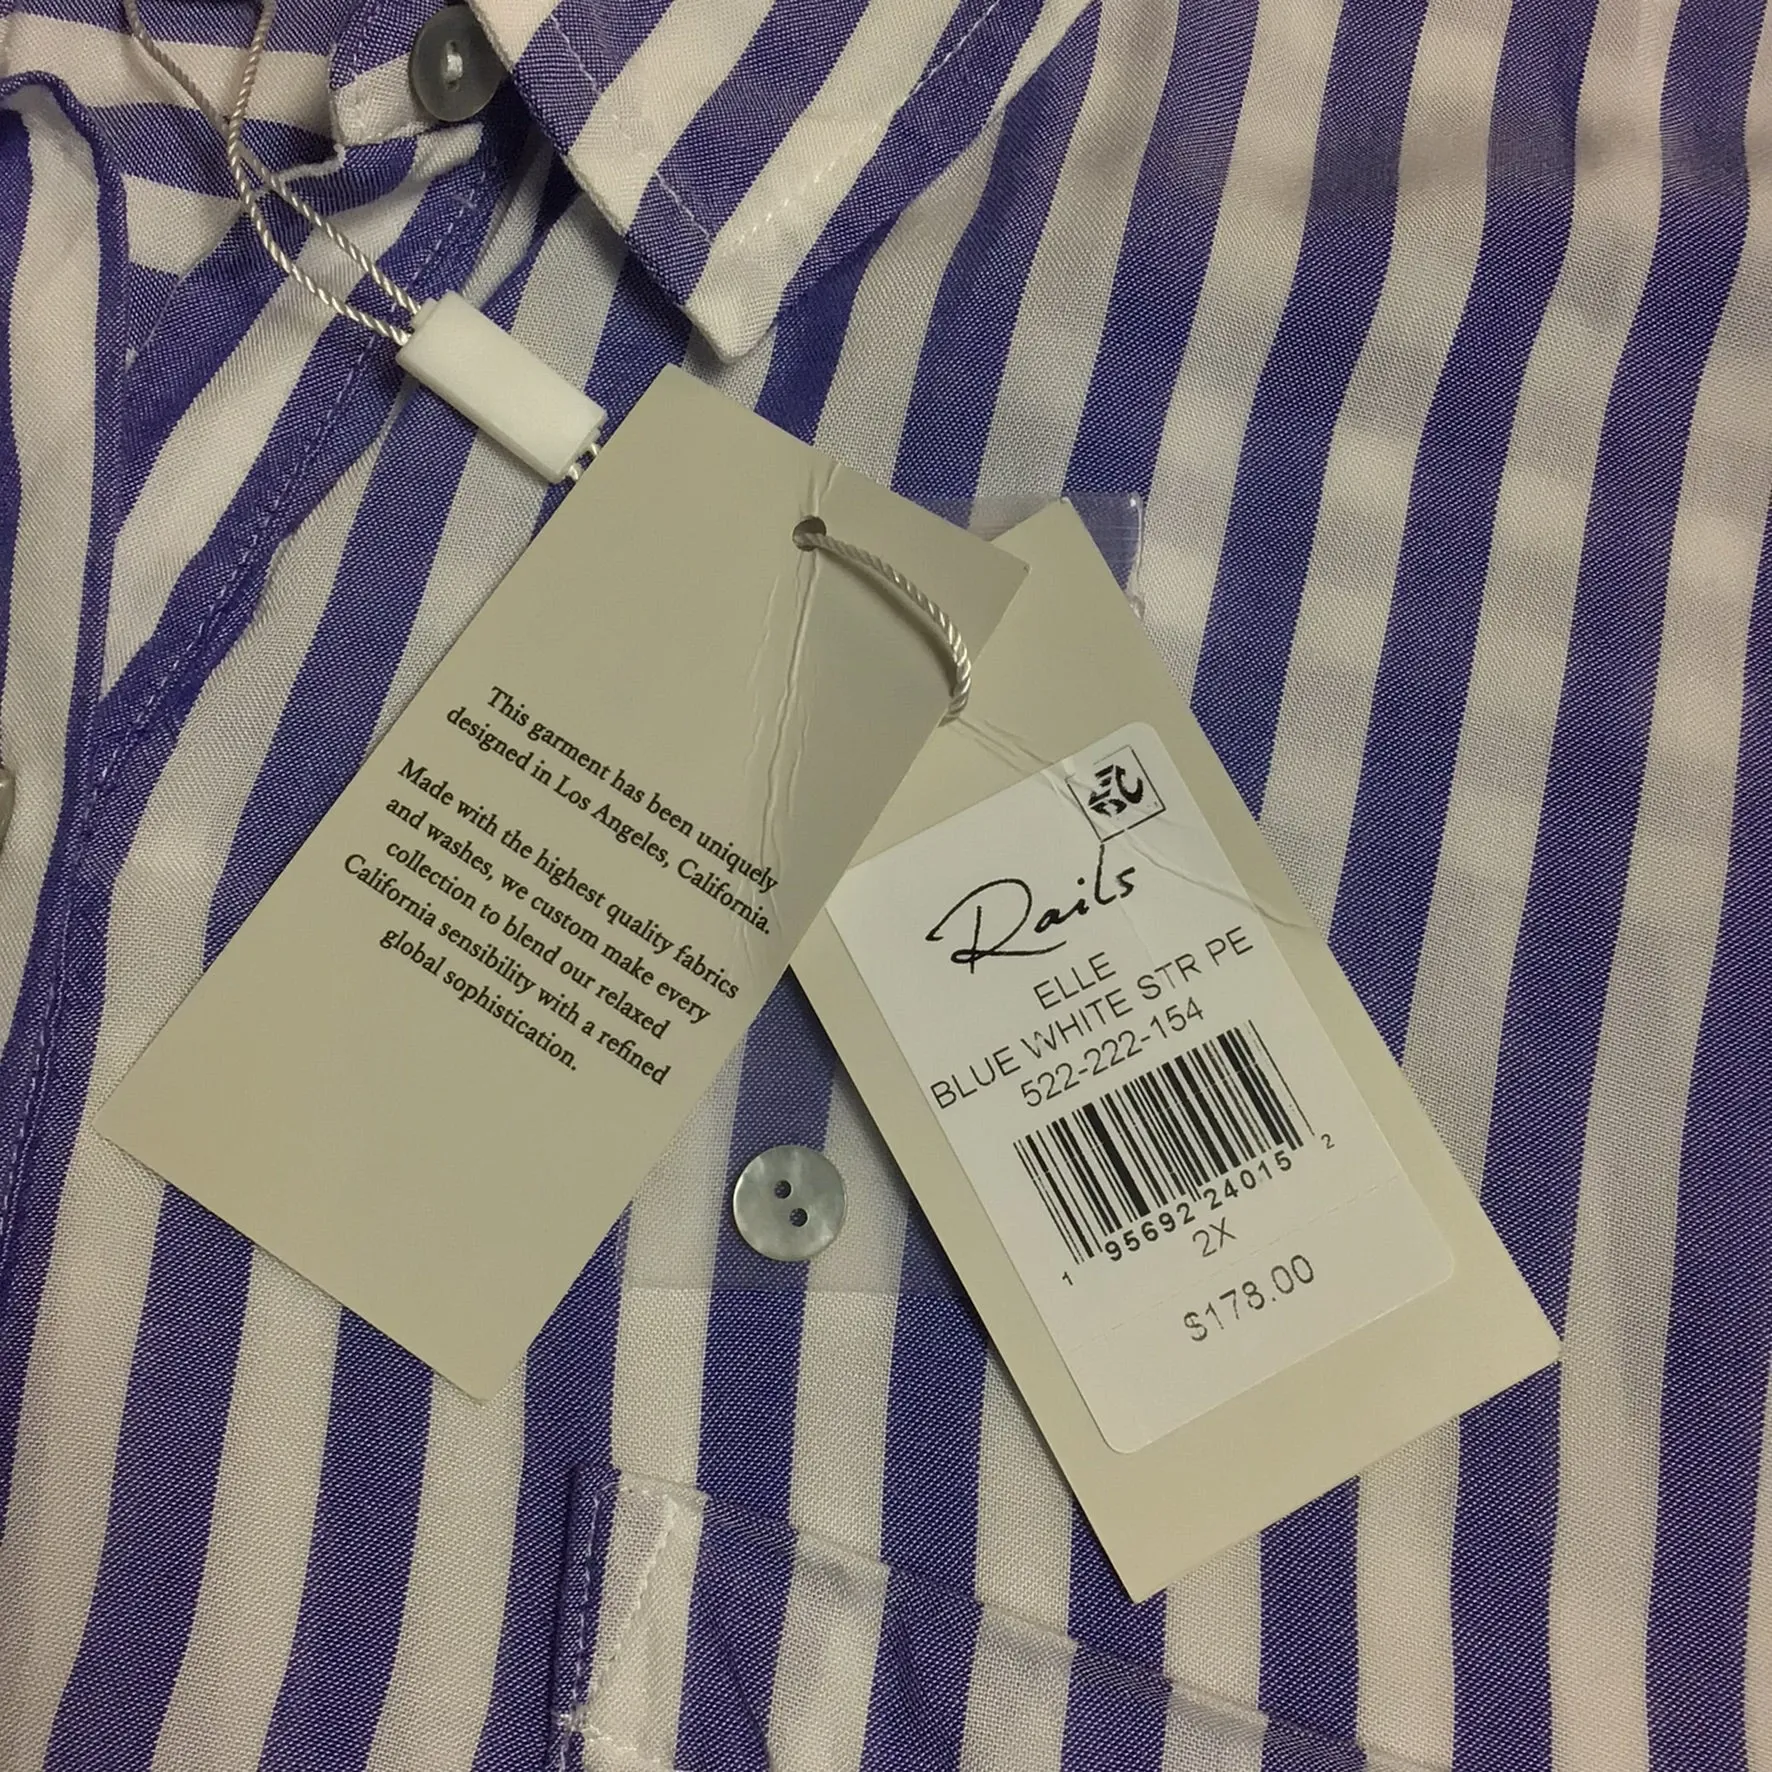 This garment has been uniquely
designed in Los Angeles, California.
Made with the highest quality fabrics
and washes, we custom make every
collection to blend our relaxed
California sensibility with a refined
global sophistication.
Rails
ELLE
BLUE WHITE STR PE
522-222-154
1 95692 24015 2
2X
$178.00